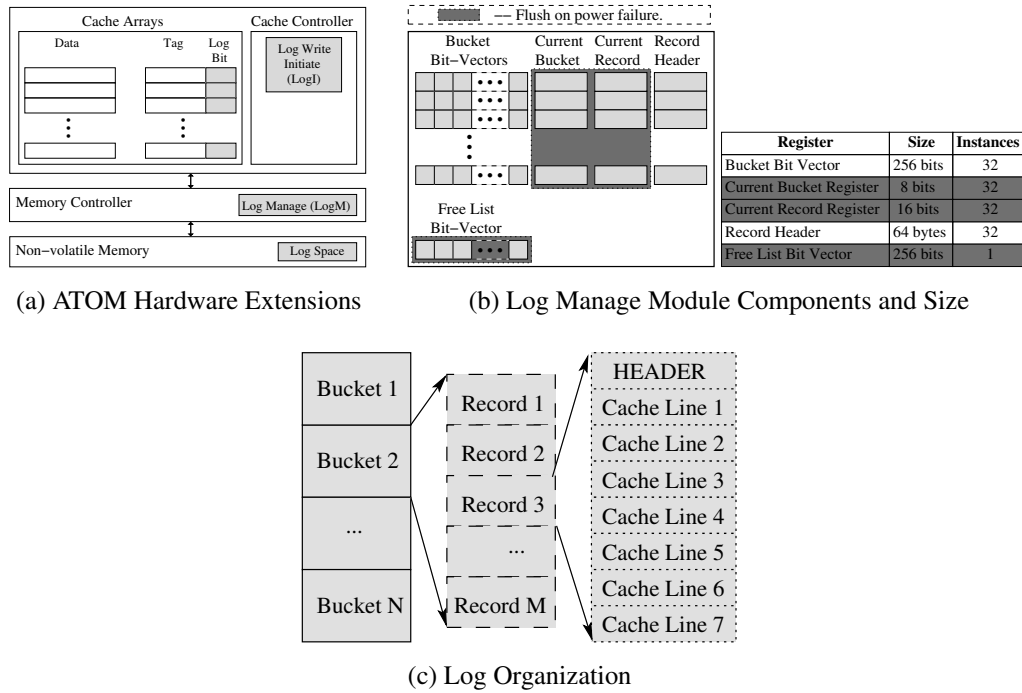 Cache Arrays
Cache Controller
Data
Tag
Log
Bit
Log Write
Initiate
(LogI)
Memory Controller
Log Manage (LogM)
Non−volatile Memory
Log Space
(a) ATOM Hardware Extensions
−− Flush on power failure.
Bucket
Bit−Vectors
Current
Bucket
Current
Record
Record
Header
Free List
Bit−Vector
Register Size Instances
Bucket Bit Vector 256 bits 32
Current Bucket Register 8 bits 32
Current Record Register 16 bits 32
Record Header 64 bytes 32
Free List Bit Vector 256 bits 1
(b) Log Manage Module Components and Size
Bucket 1
Bucket 2
...
Bucket N
Record 1
Record 2
Record 3
...
Record M
HEADER
Cache Line 1
Cache Line 2
Cache Line 3
Cache Line 4
Cache Line 5
Cache Line 6
Cache Line 7
(c) Log Organization